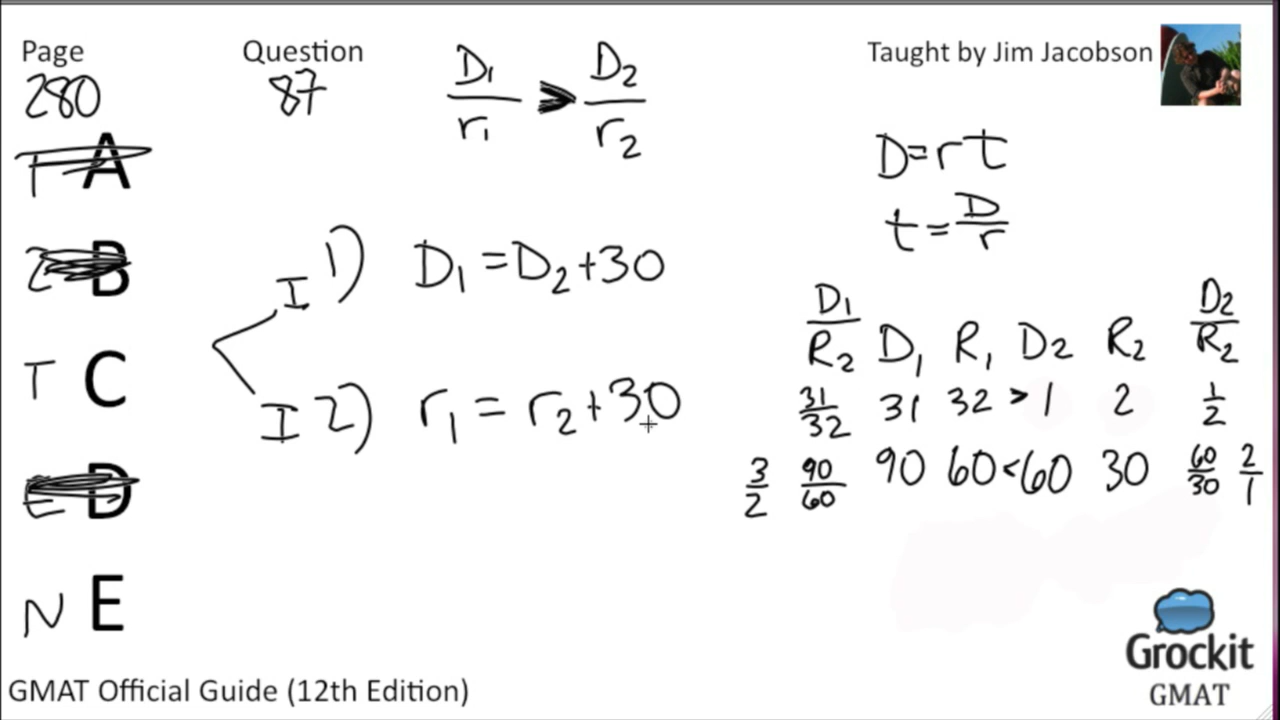 Page Question Taught by Jim Jacobson
280 87 D₁/r₁ > D₂/r₂
T A D=rt
t=D/r
2 B I 1) D₁ = D₂ + 30
D₁/R₂ D₁ R₁ D₂ R₂ D₂/R₂
T C I 2) r₁ = r₂ + 30 31/32 31 32 > 1 2 1/2
E D 3/2 90/60 90 60 < 60 30 60/30 2/1
N E
Grockit
GMAT Official Guide (12th Edition) GMAT